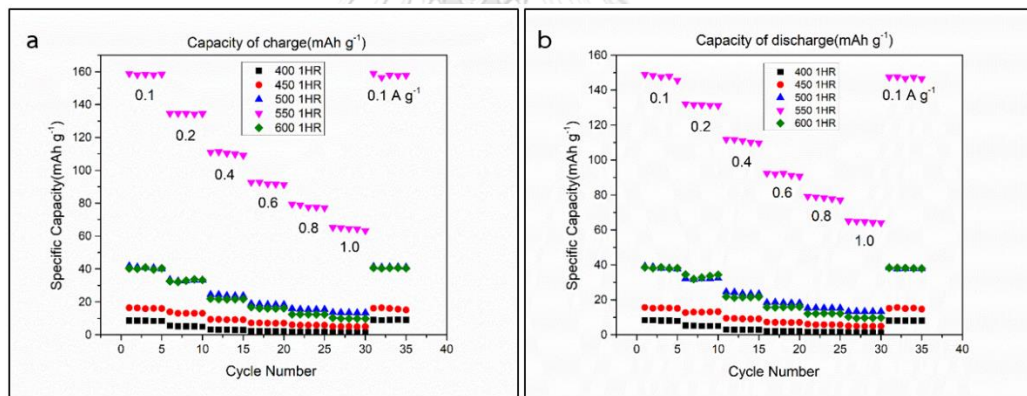 a
Capacity of charge(mAh g⁻¹)
160
140
120
100
80
60
40
20
0
Specific Capacity(mAh g⁻¹)
400 1HR
450 1HR
500 1HR
550 1HR
600 1HR
0.1
0.2
0.4
0.6
0.8
1.0
0.1 A g⁻¹
0 5 10 15 20 25 30 35 40
Cycle Number
b
Capacity of discharge(mAh g⁻¹)
160
140
120
100
80
60
40
20
0
Specific Capacity(mAh g⁻¹)
400 1HR
450 1HR
500 1HR
550 1HR
600 1HR
0.1
0.2
0.4
0.6
0.8
1.0
0.1 A g⁻¹
0 5 10 15 20 25 30 35 40
Cycle Number